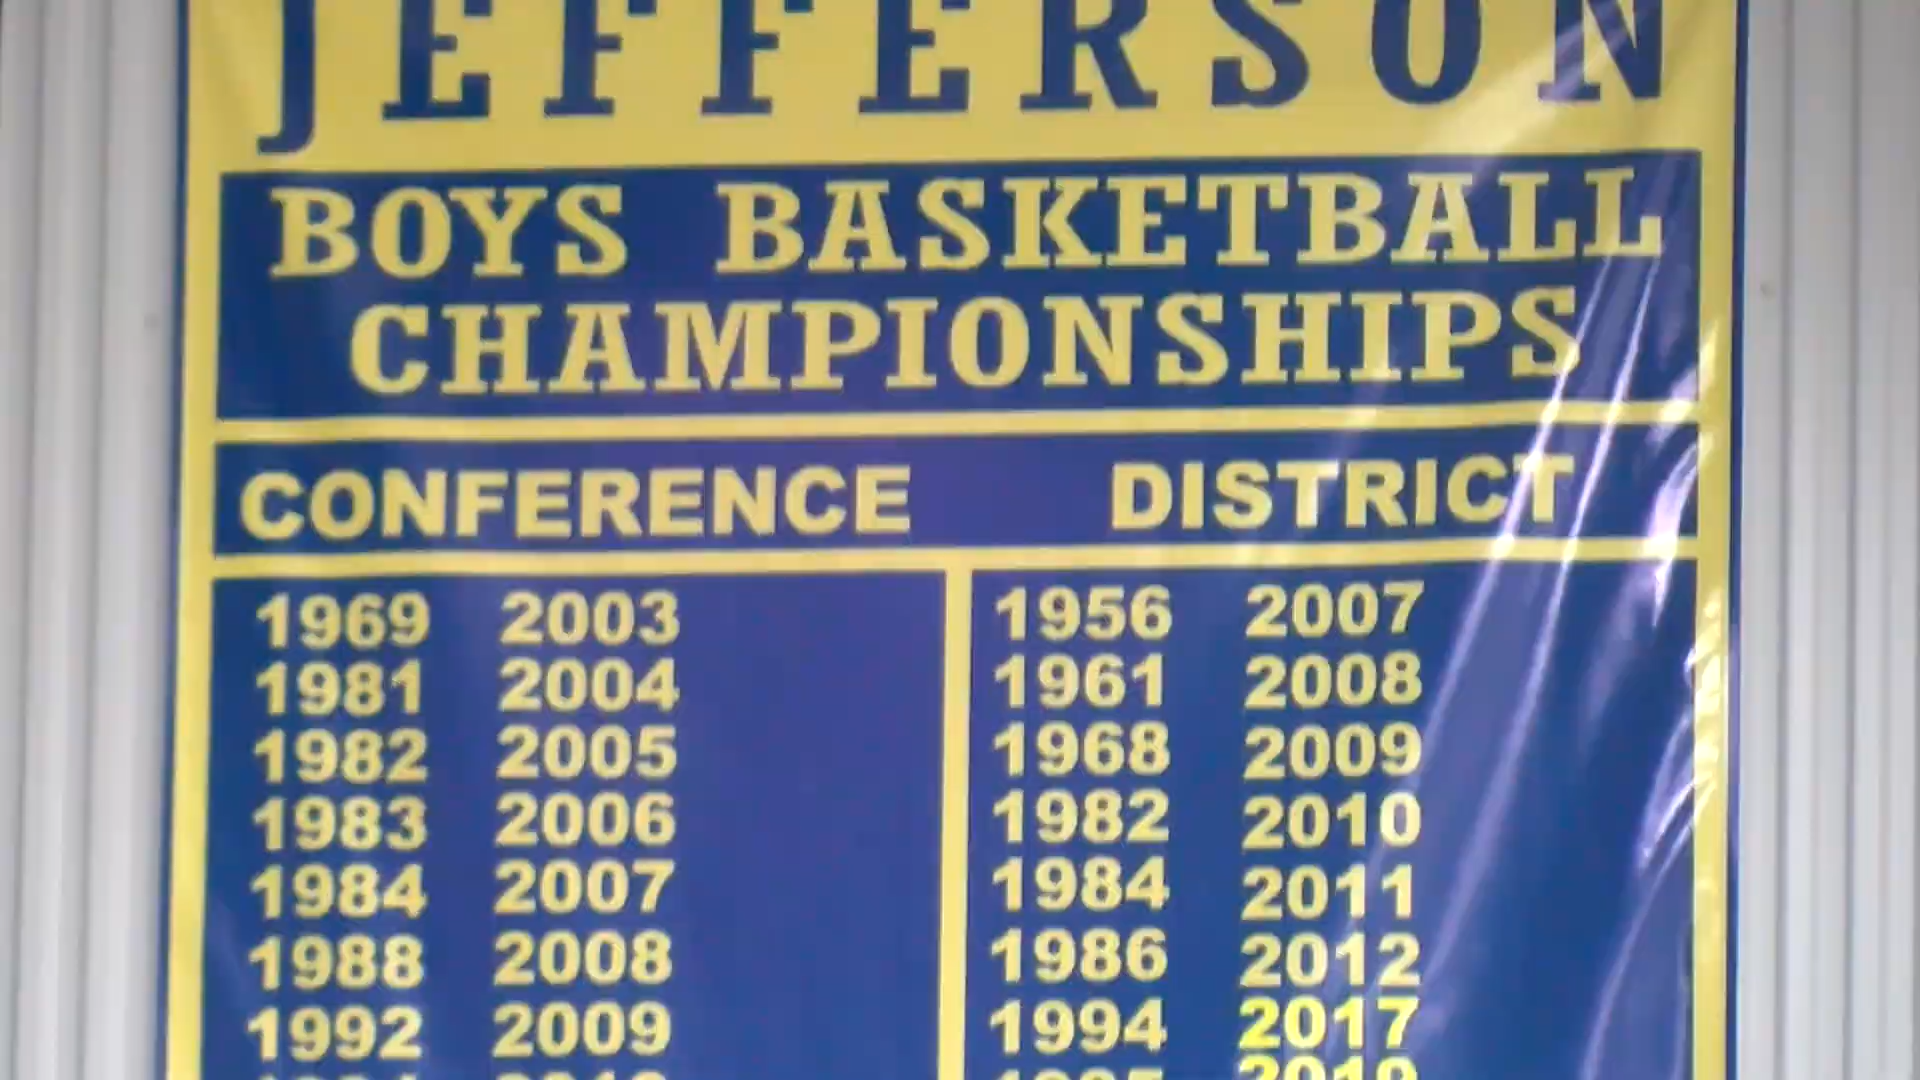 JEFFERSON
BOYS BASKETBALL
CHAMPIONSHIPS
CONFERENCE DISTRICT
1969 2003 1956 2007
1981 2004 1961 2008
1982 2005 1968 2009
1983 2006 1982 2010
1984 2007 1984 2011
1988 2008 1986 2012
1992 2009 1994 2017